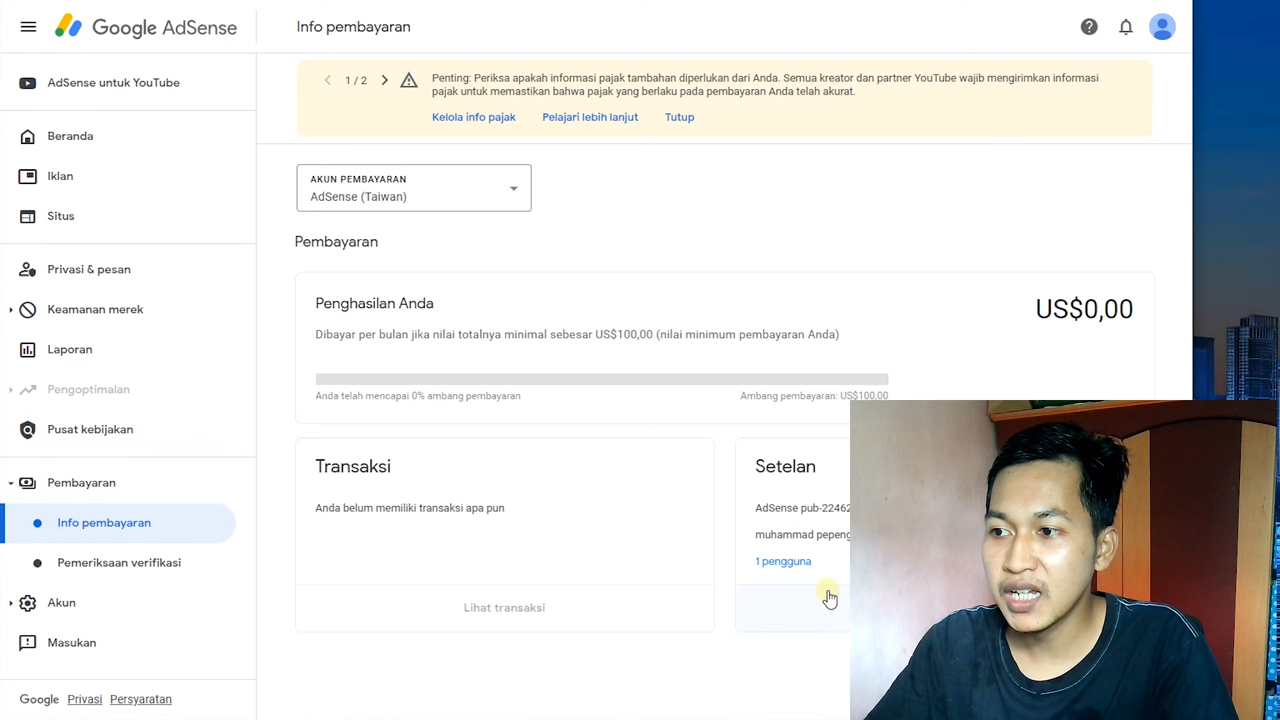 Google AdSense
Info pembayaran
AdSense untuk YouTube
Beranda
Iklan
Situs
Privasi & pesan
Keamanan merek
Laporan
Pengoptimalan
Pusat kebijakan
Pembayaran
Info pembayaran
Pemeriksaan verifikasi
Akun
Masukan
Google Privasi Persyaratan
1 / 2
Penting: Periksa apakah informasi pajak tambahan diperlukan dari Anda. Semua kreator dan partner YouTube wajib mengirimkan informasi
pajak untuk memastikan bahwa pajak yang berlaku pada pembayaran Anda telah akurat.
Kelola info pajak Pelajari lebih lanjut Tutup
AKUN PEMBAYARAN
AdSense (Taiwan)
Pembayaran
Penghasilan Anda
US$0,00
Dibayar per bulan jika nilai totalnya minimal sebesar US$100,00 (nilai minimum pembayaran Anda)
Anda telah mencapai 0% ambang pembayaran
Ambang pembayaran: US$100,00
Transaksi
Anda belum memiliki transaksi apa pun
Lihat transaksi
Setelan
AdSense pub-22462
muhammad pepeng
1 pengguna